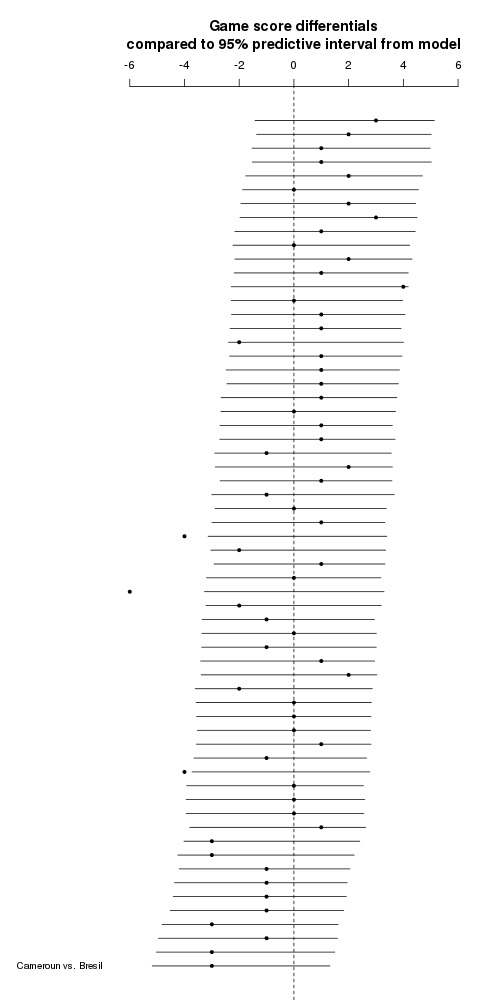 Game score differentials
compared to 95% predictive interval from model
-6 -4 -2 0 2 4 6
Cameroun vs. Bresil